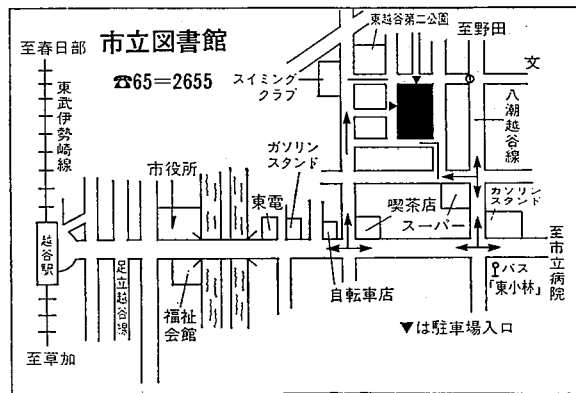 市立図書館
☎65=2655
至春日部
東武伊勢崎線
越谷駅
至草加
足立越谷線
市役所
福祉
会館
東電
ガソリン
スタンド
スイミング
クラブ
東越谷第二公園
至野田
文
八潮越谷線
喫茶店
スーパー
ガソリン
スタンド
自転車店
至市立病院
バス
「東小林」
▼は駐車場入口